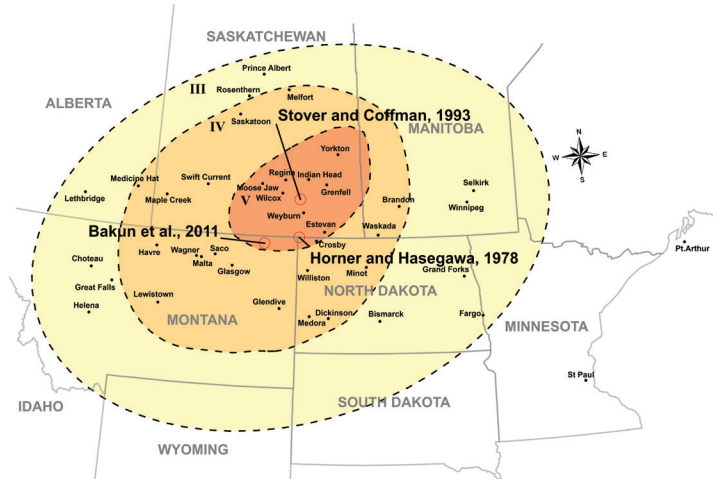 SASKATCHEWAN
Prince Albert
III
Rosenthern
Melfort
ALBERTA
IV
Saskatoon
Stover and Coffman, 1993
MANITOBA
Yorkton
N
W E
S
Medicine Hat
Swift Current
Regina
Indian Head
Moose Jaw
Grenfell
Selkirk
Lethbridge
Maple Creek
V
Wilcox
Brandon
Winnipeg
Weyburn
Estevan
Waskada
Bakun et al., 2011
Crosby
Pt.Arthur
Havre
Wagner
Saco
Malta
Horner and Hasegawa, 1978
Choteau
Glasgow
Williston
Minot
Grand Forks
Great Falls
NORTH DAKOTA
Helena
Lewistown
Glendive
MONTANA
Medora
Dickinson
Bismarck
Fargo
MINNESOTA
St Paul
IDAHO
SOUTH DAKOTA
WYOMING